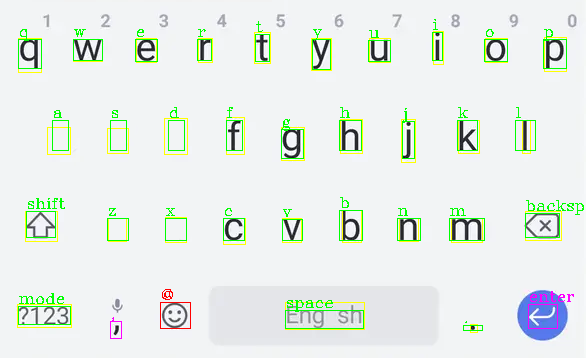 1 2 3 4 5 6 7 8 9 0
q w e r t y u i o p
q w e r t y u i o p
a s d f g h j k l
f g h j k l
shift z x c v b n m backsp
c v b n m
mode , @ space . enter
?123 , Eng sh .